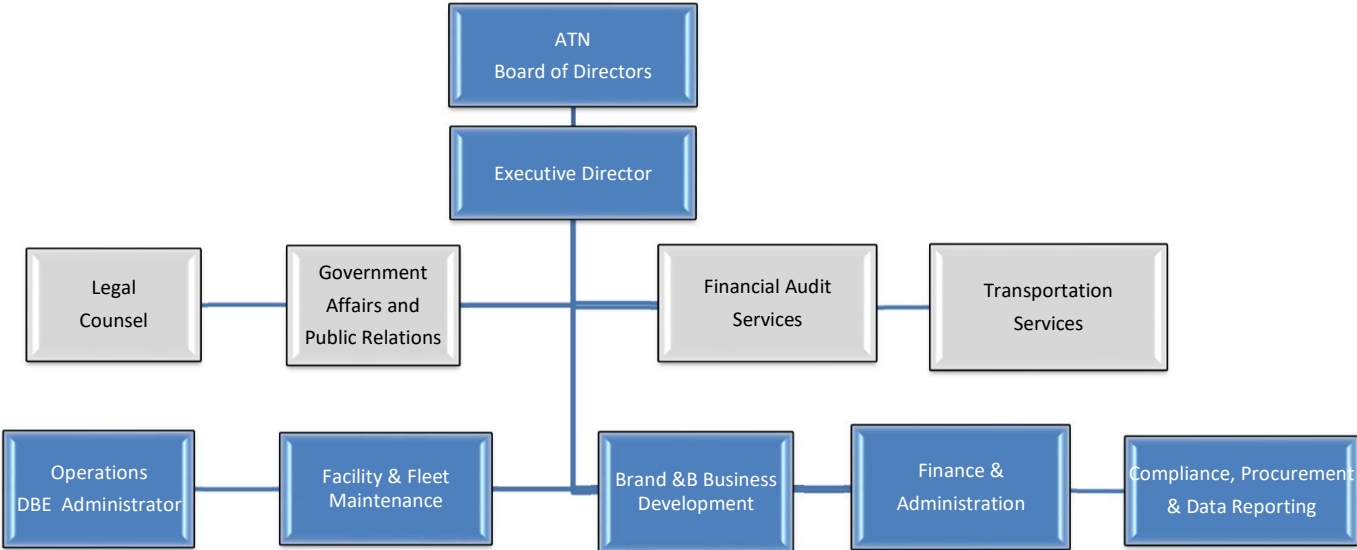 ATN
Board of Directors
Executive Director
Legal
Counsel
Government
Affairs and
Public Relations
Financial Audit
Services
Transportation
Services
Operations
DBE Administrator
Facility & Fleet
Maintenance
Brand &B Business
Development
Finance &
Administration
Compliance, Procurement
& Data Reporting